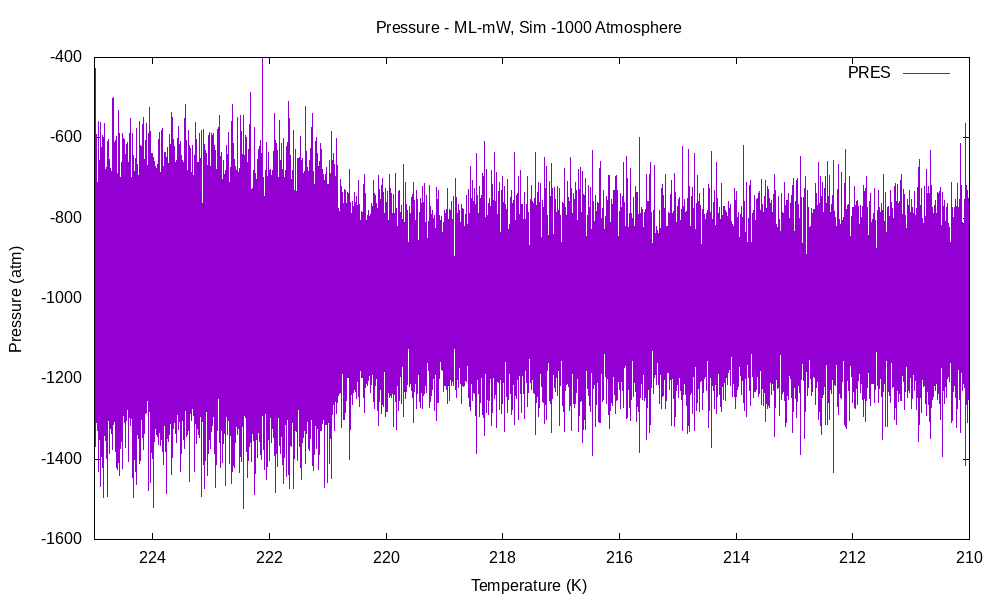 Pressure - ML-mW, Sim -1000 Atmosphere
PRES
-400
-600
-800
-1000
-1200
-1400
-1600
Pressure (atm)
224 222 220 218 216 214 212 210
Temperature (K)